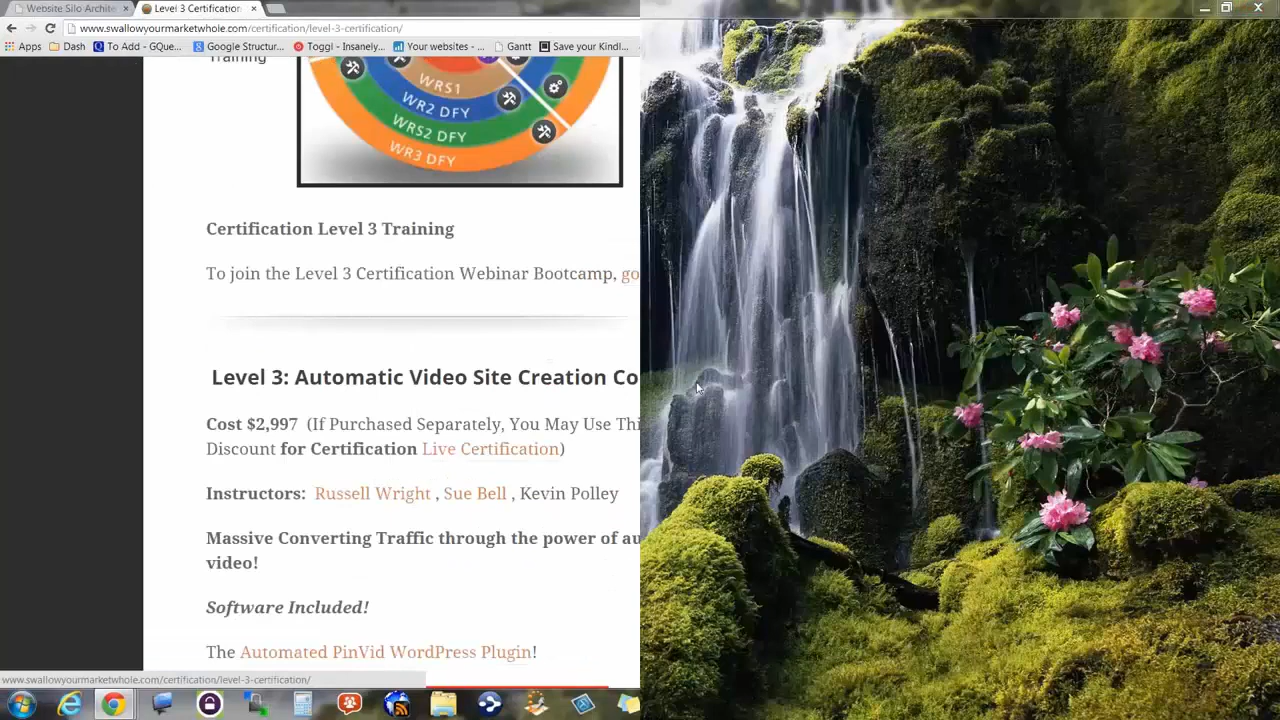 Website Silo Archite
Level 3 Certification
www.swallowyourmarketwhole.com/certification/level-3-certification/
Apps
Dash
To Add - GQue...
Google Structur...
Toggl - Insanely...
Your websites - ...
Gantt
Save your Kindl...
Training
WRS1
WR2 DFY
WRS2 DFY
WR3 DFY
Certification Level 3 Training
To join the Level 3 Certification Webinar Bootcamp, go
Level 3: Automatic Video Site Creation Co
Cost $2,997 (If Purchased Separately, You May Use Thi
Discount for Certification Live Certification)
Instructors: Russell Wright , Sue Bell , Kevin Polley
Massive Converting Traffic through the power of au
video!
Software Included!
The Automated PinVid WordPress Plugin!
www.swallowyourmarketwhole.com/certification/level-3-certification/